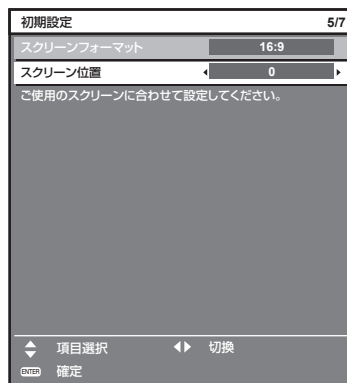 初期設定 5/7
スクリーンフォーマット 16:9
スクリーン位置 0
ご使用のスクリーンに合わせて設定してください。
項目選択 切換
ENTER 確定